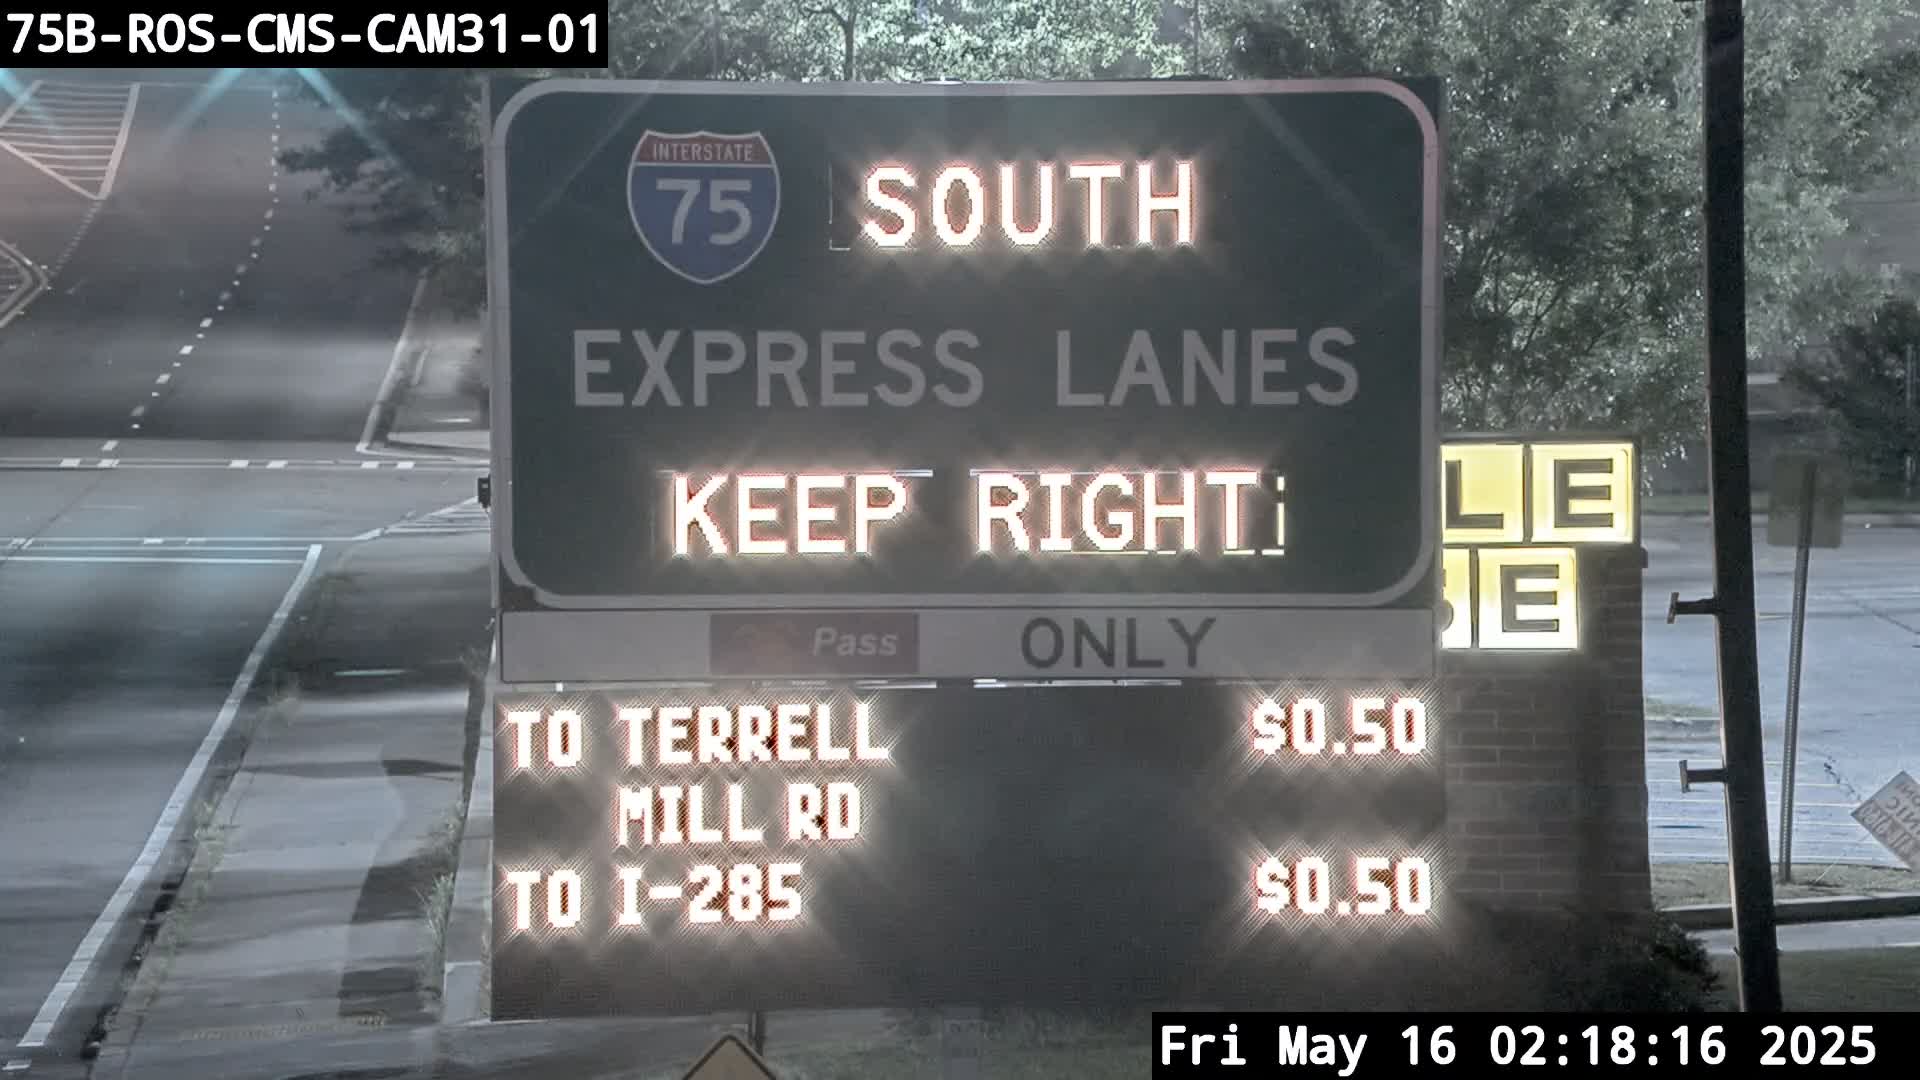 75B-ROS-CMS-CAM31-01
INTERSTATE
75
SOUTH
EXPRESS LANES
KEEP RIGHT
Pass ONLY
TO TERRELL $0.50
MILL RD
TO I-285 $0.50
LE
E
Fri May 16 02:18:16 2025